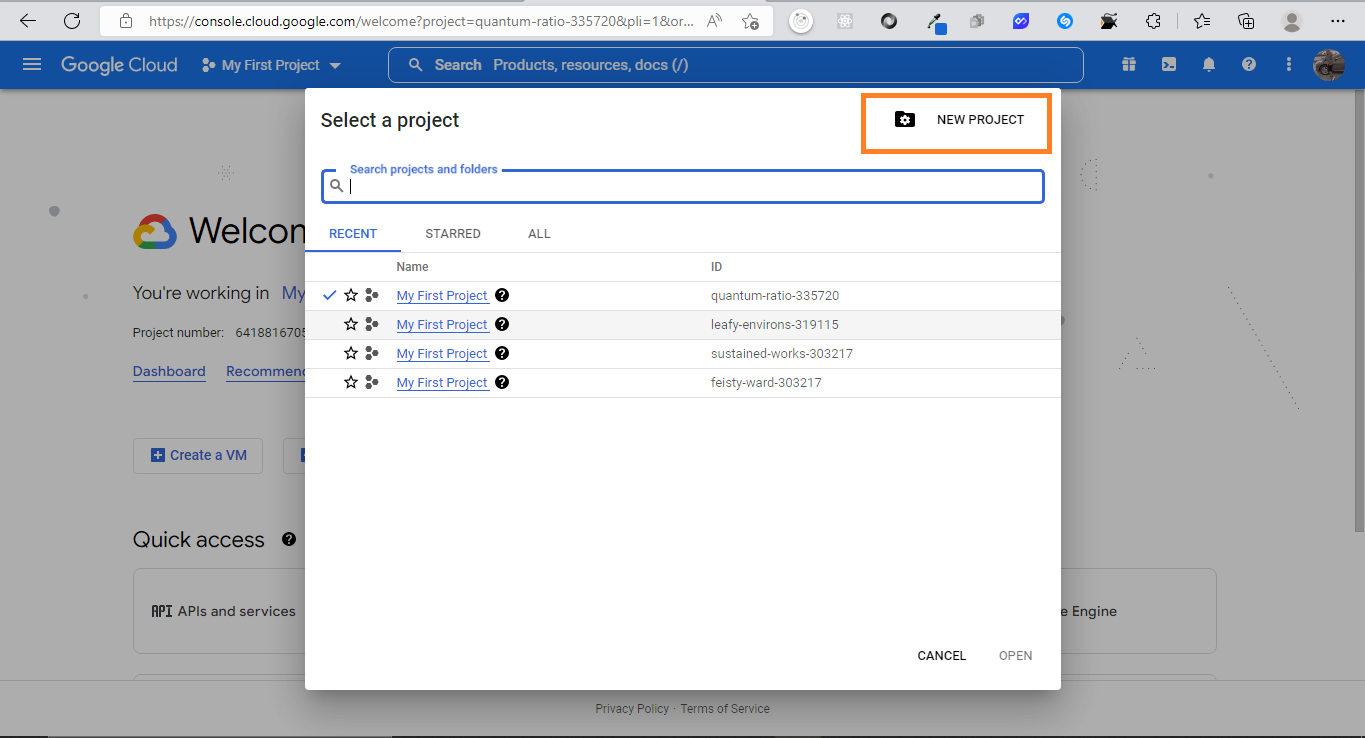 https://console.cloud.google.com/welcome?project=quantum-ratio-335720&pli=1&or...
Google Cloud My First Project Search Products, resources, docs (/)
Select a project NEW PROJECT
Search projects and folders
RECENT STARRED ALL
Name ID
My First Project quantum-ratio-335720
My First Project leafy-environs-319115
My First Project sustained-works-303217
My First Project feisty-ward-303217
CANCEL OPEN
Welcom
You're working in My
Project number: 6418816705
Dashboard Recommen
Create a VM
Quick access
API APIs and services
e Engine
Privacy Policy · Terms of Service